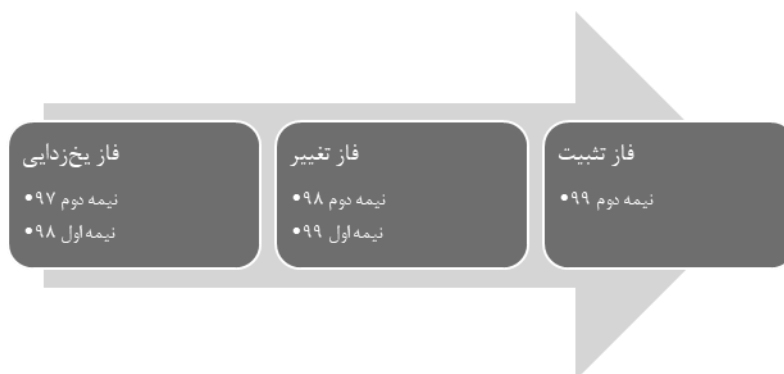 فاز یخ‌زدایی
•نیمه دوم ۹۷
•نیمه اول ۹۸
فاز تغییر
•نیمه دوم ۹۸
•نیمه اول ۹۹
فاز تثبیت
•نیمه دوم ۹۹